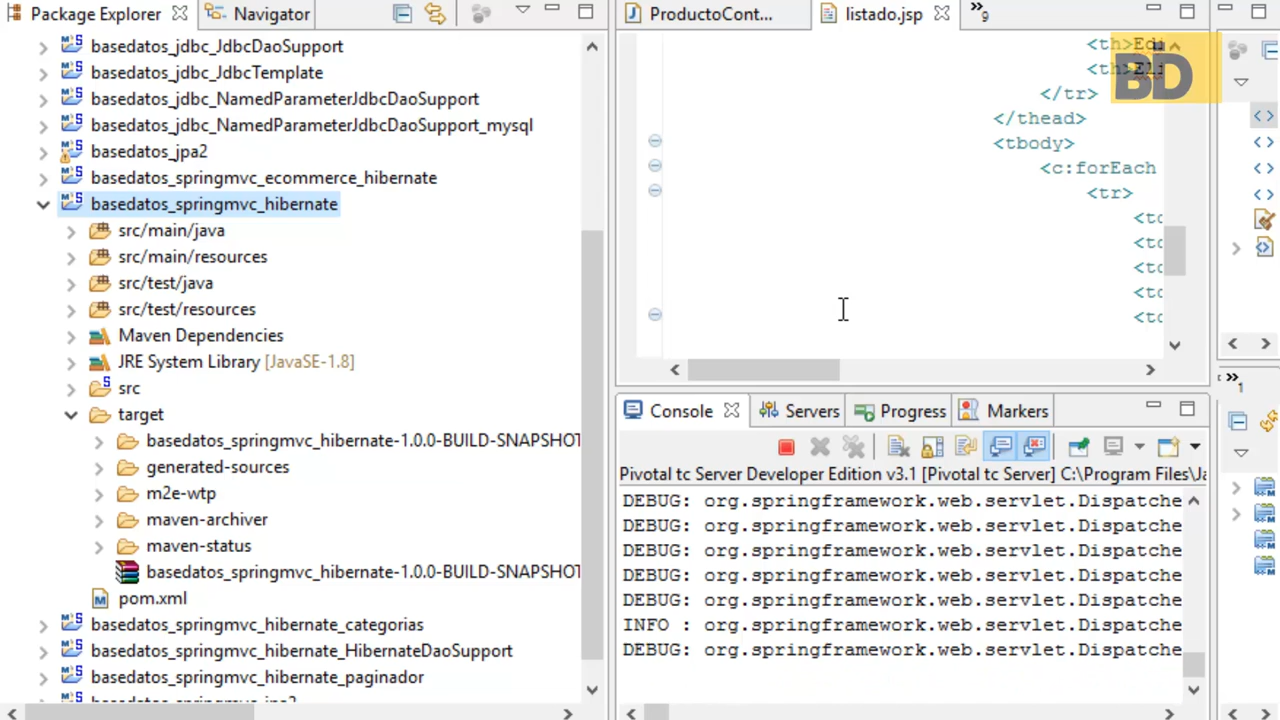 Package Explorer
Navigator
basedatos_jdbc_JdbcDaoSupport
basedatos_jdbc_JdbcTemplate
basedatos_jdbc_NamedParameterJdbcDaoSupport
basedatos_jdbc_NamedParameterJdbcDaoSupport_mysql
basedatos_jpa2
basedatos_springmvc_ecommerce_hibernate
basedatos_springmvc_hibernate
src/main/java
src/main/resources
src/test/java
src/test/resources
Maven Dependencies
JRE System Library [JavaSE-1.8]
src
target
basedatos_springmvc_hibernate-1.0.0-BUILD-SNAPSHOT
generated-sources
m2e-wtp
maven-archiver
maven-status
basedatos_springmvc_hibernate-1.0.0-BUILD-SNAPSHOT
pom.xml
basedatos_springmvc_hibernate_categorias
basedatos_springmvc_hibernate_HibernateDaoSupport
basedatos_springmvc_hibernate_paginador
ProductoCont...
listado.jsp
9
<th>Edi
<th>Eli
BD
</tr>
</thead>
<tbody>
<c:forEach
<tr>
Console
Servers
Progress
Markers
1
Pivotal tc Server Developer Edition v3.1 [Pivotal tc Server] C:\Program Files\Ja
DEBUG: org.springframework.web.servlet.Dispatche
DEBUG: org.springframework.web.servlet.Dispatche
DEBUG: org.springframework.web.servlet.Dispatche
DEBUG: org.springframework.web.servlet.Dispatche
DEBUG: org.springframework.web.servlet.Dispatche
INFO : org.springframework.web.servlet.Dispatche
DEBUG: org.springframework.web.servlet.Dispatche